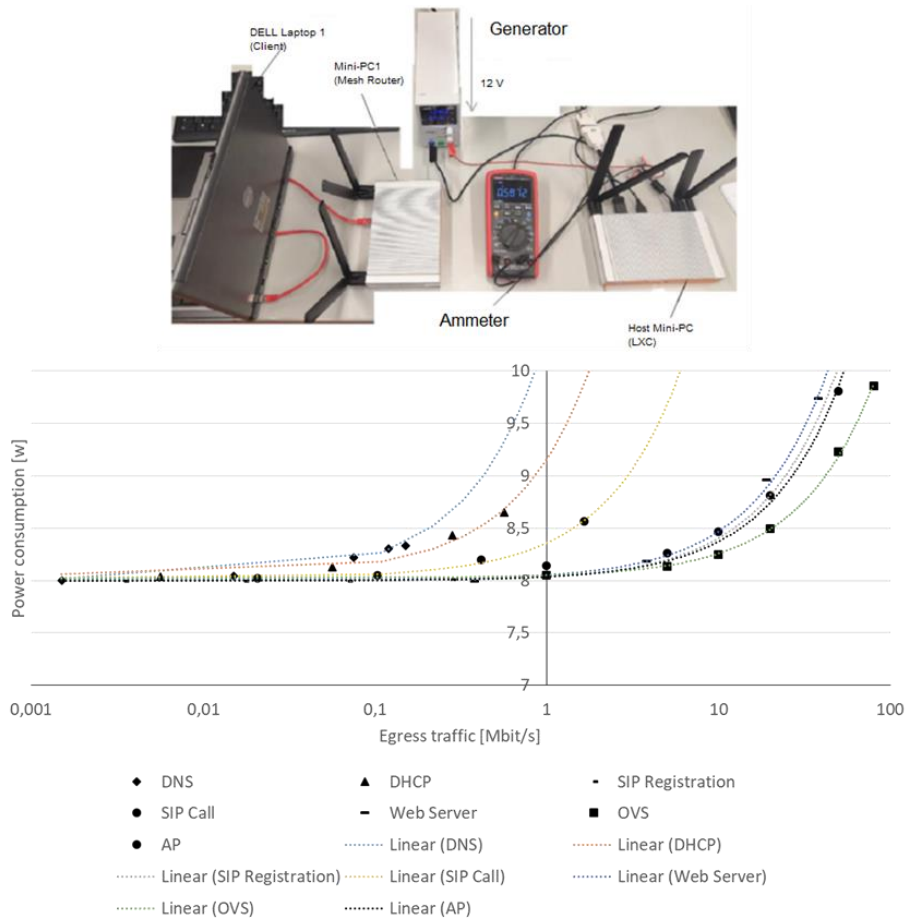 DELL Laptop 1
(Client)
Generator
Mini-PC1
(Mesh Router)
12 V
0.5872
Ammeter
Host Mini-PC
(LXC)
10
9,5
9
8,5
8
7,5
7
Power consumption [w]
0,001
0,01
0,1
1
10
100
Egress traffic [Mbit/s]
DNS
DHCP
SIP Registration
SIP Call
Web Server
OVS
AP
Linear (DNS)
Linear (DHCP)
Linear (SIP Registration)
Linear (SIP Call)
Linear (Web Server)
Linear (OVS)
Linear (AP)